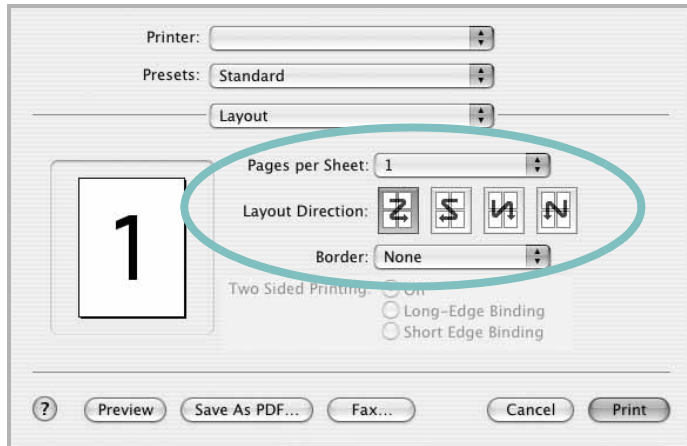 Printer:
Presets: Standard
Layout
Pages per Sheet: 1
1
Layout Direction:
Border: None
Two Sided Printing: Off
Long-Edge Binding
Short Edge Binding
? Preview Save As PDF... Fax... Cancel Print